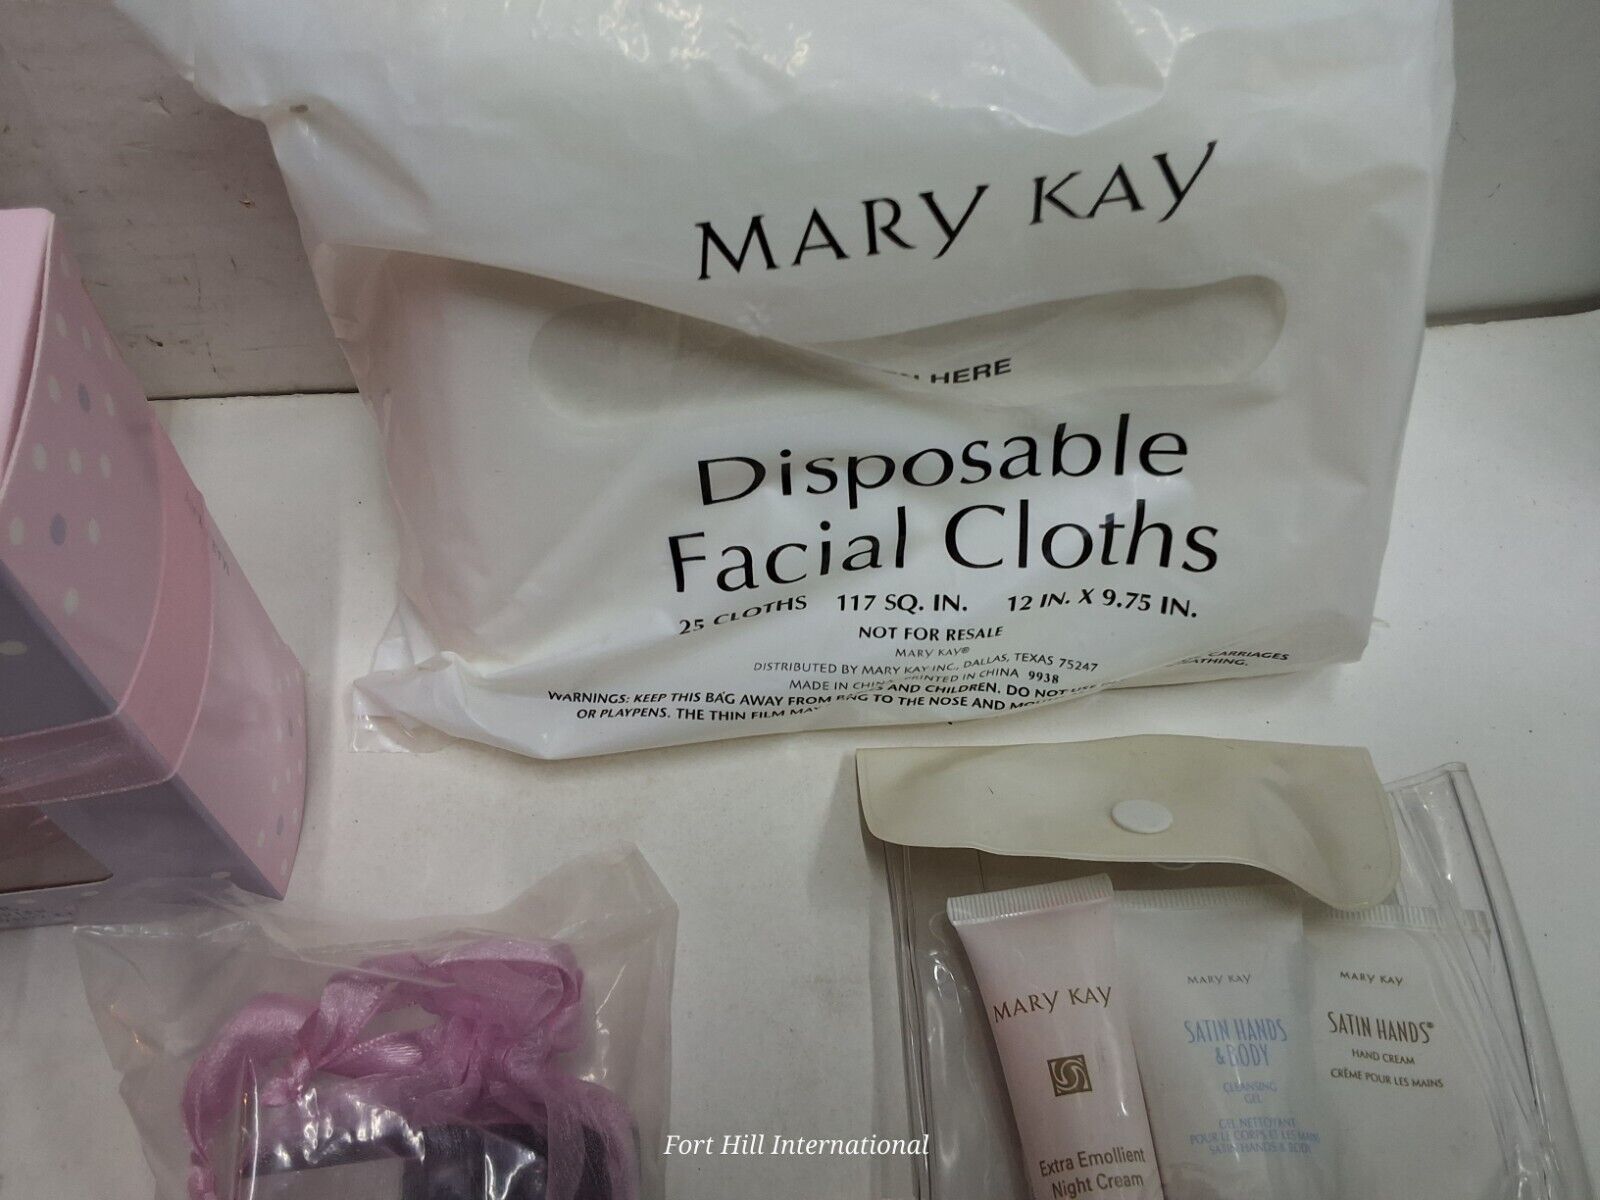 MARY KAY
HERE
Disposable
Facial Cloths
25 CLOTHS 117 SQ. IN. 12 IN. X 9.75 IN.
NOT FOR RESALE
MARY KAY®
DISTRIBUTED BY MARY KAY INC., DALLAS, TEXAS 75247
MADE IN CHINA PRINTED IN CHINA 9938
WARNINGS: KEEP THIS BAG AWAY FROM AND CHILDREN. DO NOT USE CARRIAGES
OR PLAYPENS. THE THIN FILM MAY TO THE NOSE AND
MARY KAY
Extra Emollient
Night Cream
MARY KAY
SATIN HANDS
& BODY
CLEANSING
GEL
GEL NETTOYANT
POUR LE CORPS ET LES MAINS
SATIN HANDS & BODY
MARY KAY
SATIN HANDS®
HAND CREAM
CRÈME POUR LES MAINS
Fort Hill International